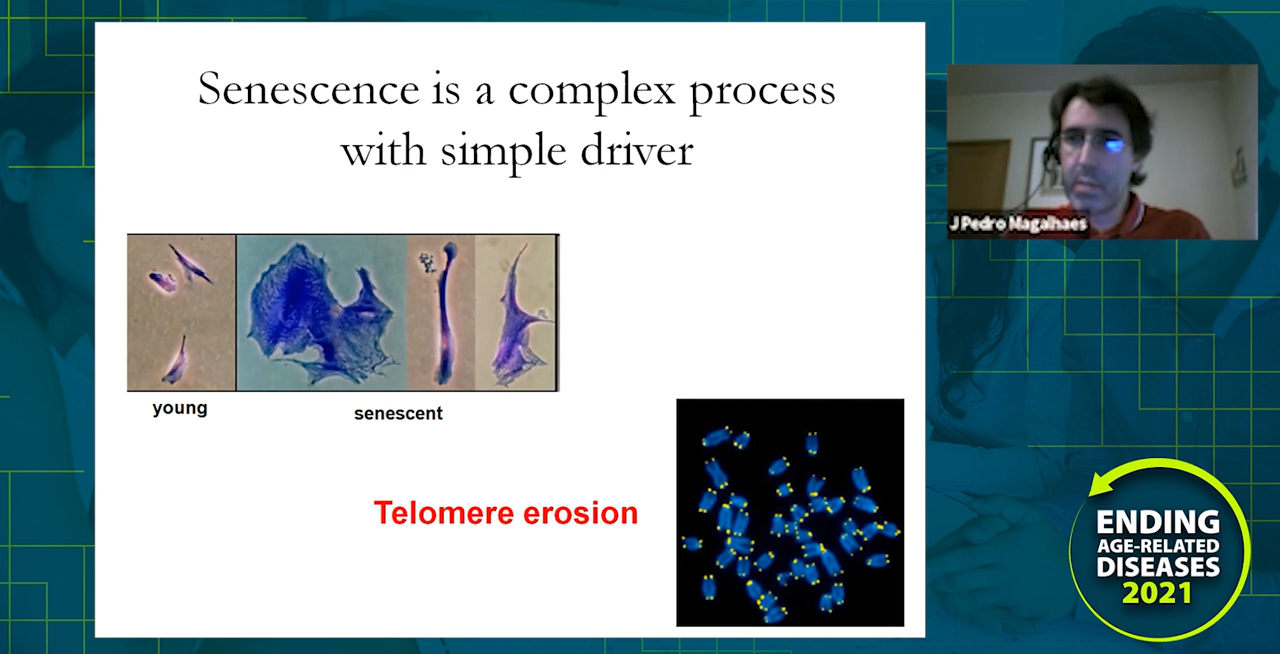 Senescence is a complex process
with simple driver
J Pedro Magalhaes
young
senescent
Telomere erosion
ENDING
AGE-RELATED
DISEASES
2021